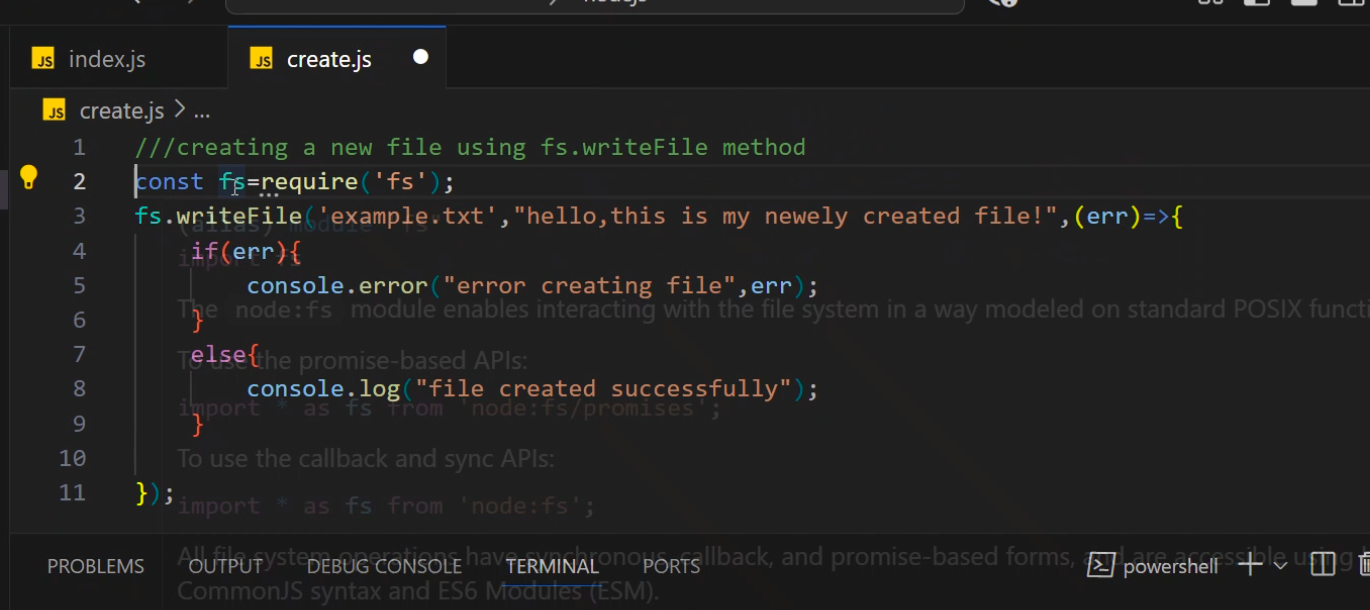 index.js
create.js
create.js > ...
1 ///creating a new file using fs.writeFile method
2 const fs=require('fs');
3 fs.writeFile('example.txt',"hello,this is my newly created file!",(err)=>{
(alias) module "fs"
4 if(err){
import fs
5 console.error("error creating file",err);
The node:fs module enables interacting with the file system in a way modeled on standard POSIX functi
6 }
7 else{
To use the promise-based APIs:
8 console.log("file created successfully");
import * as fs from 'node:fs/promises';
9 }
10
To use the callback and sync APIs:
11 });
import * as fs from 'node:fs';
All file system operations have synchronous, callback, and promise-based forms, and are accessible using
CommonJS syntax and ES6 Modules (ESM).
PROBLEMS OUTPUT DEBUG CONSOLE TERMINAL PORTS powershell